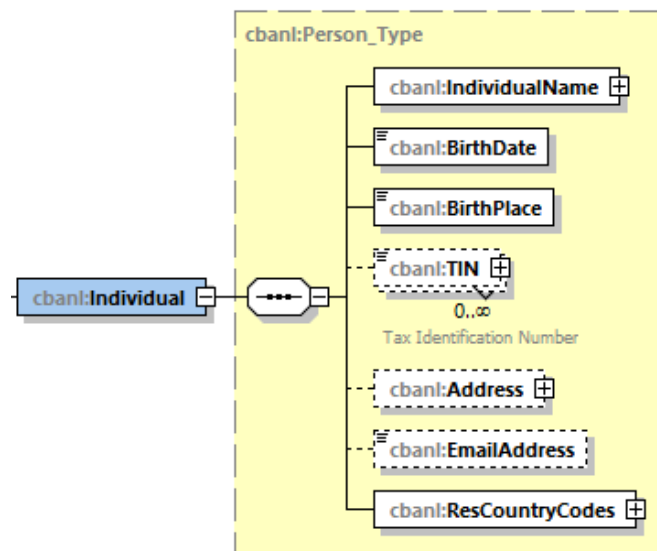 cbanl:Person_Type
cbanl:IndividualName
cbanl:BirthDate
cbanl:BirthPlace
cbanl:Individual
cbanl:TIN
0..∞
Tax Identification Number
cbanl:Address
cbanl:EmailAddress
cbanl:ResCountryCodes